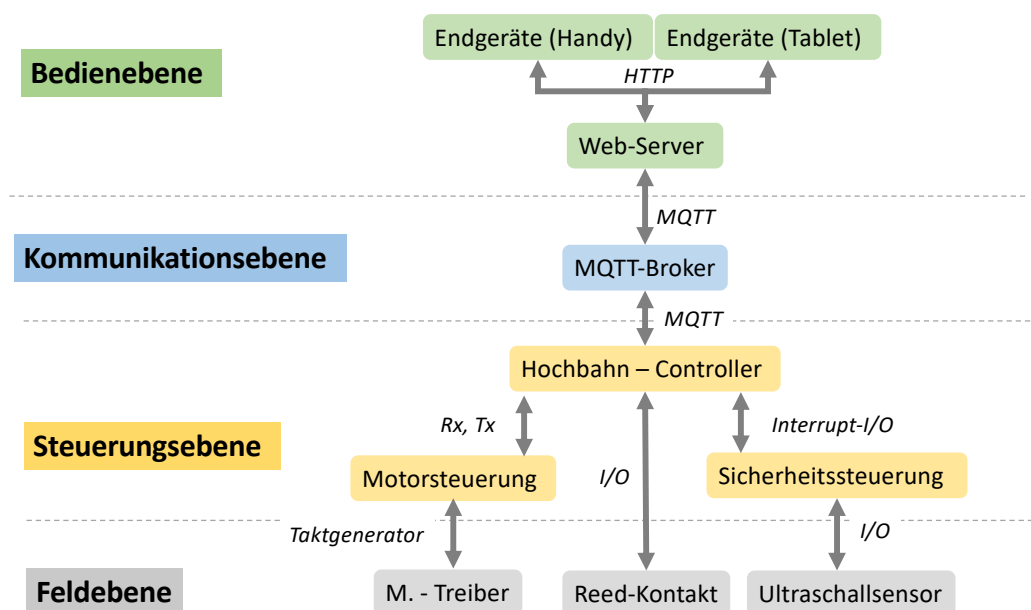 Endgeräte (Handy) Endgeräte (Tablet)
Bedienebene
HTTP
Web-Server
MQTT
Kommunikationsebene
MQTT-Broker
MQTT
Hochbahn – Controller
Rx, Tx
Interrupt-I/O
Steuerungsebene
Motorsteuerung
I/O
Sicherheitssteuerung
Taktgenerator
I/O
Feldebene
M. - Treiber
Reed-Kontakt
Ultraschallsensor